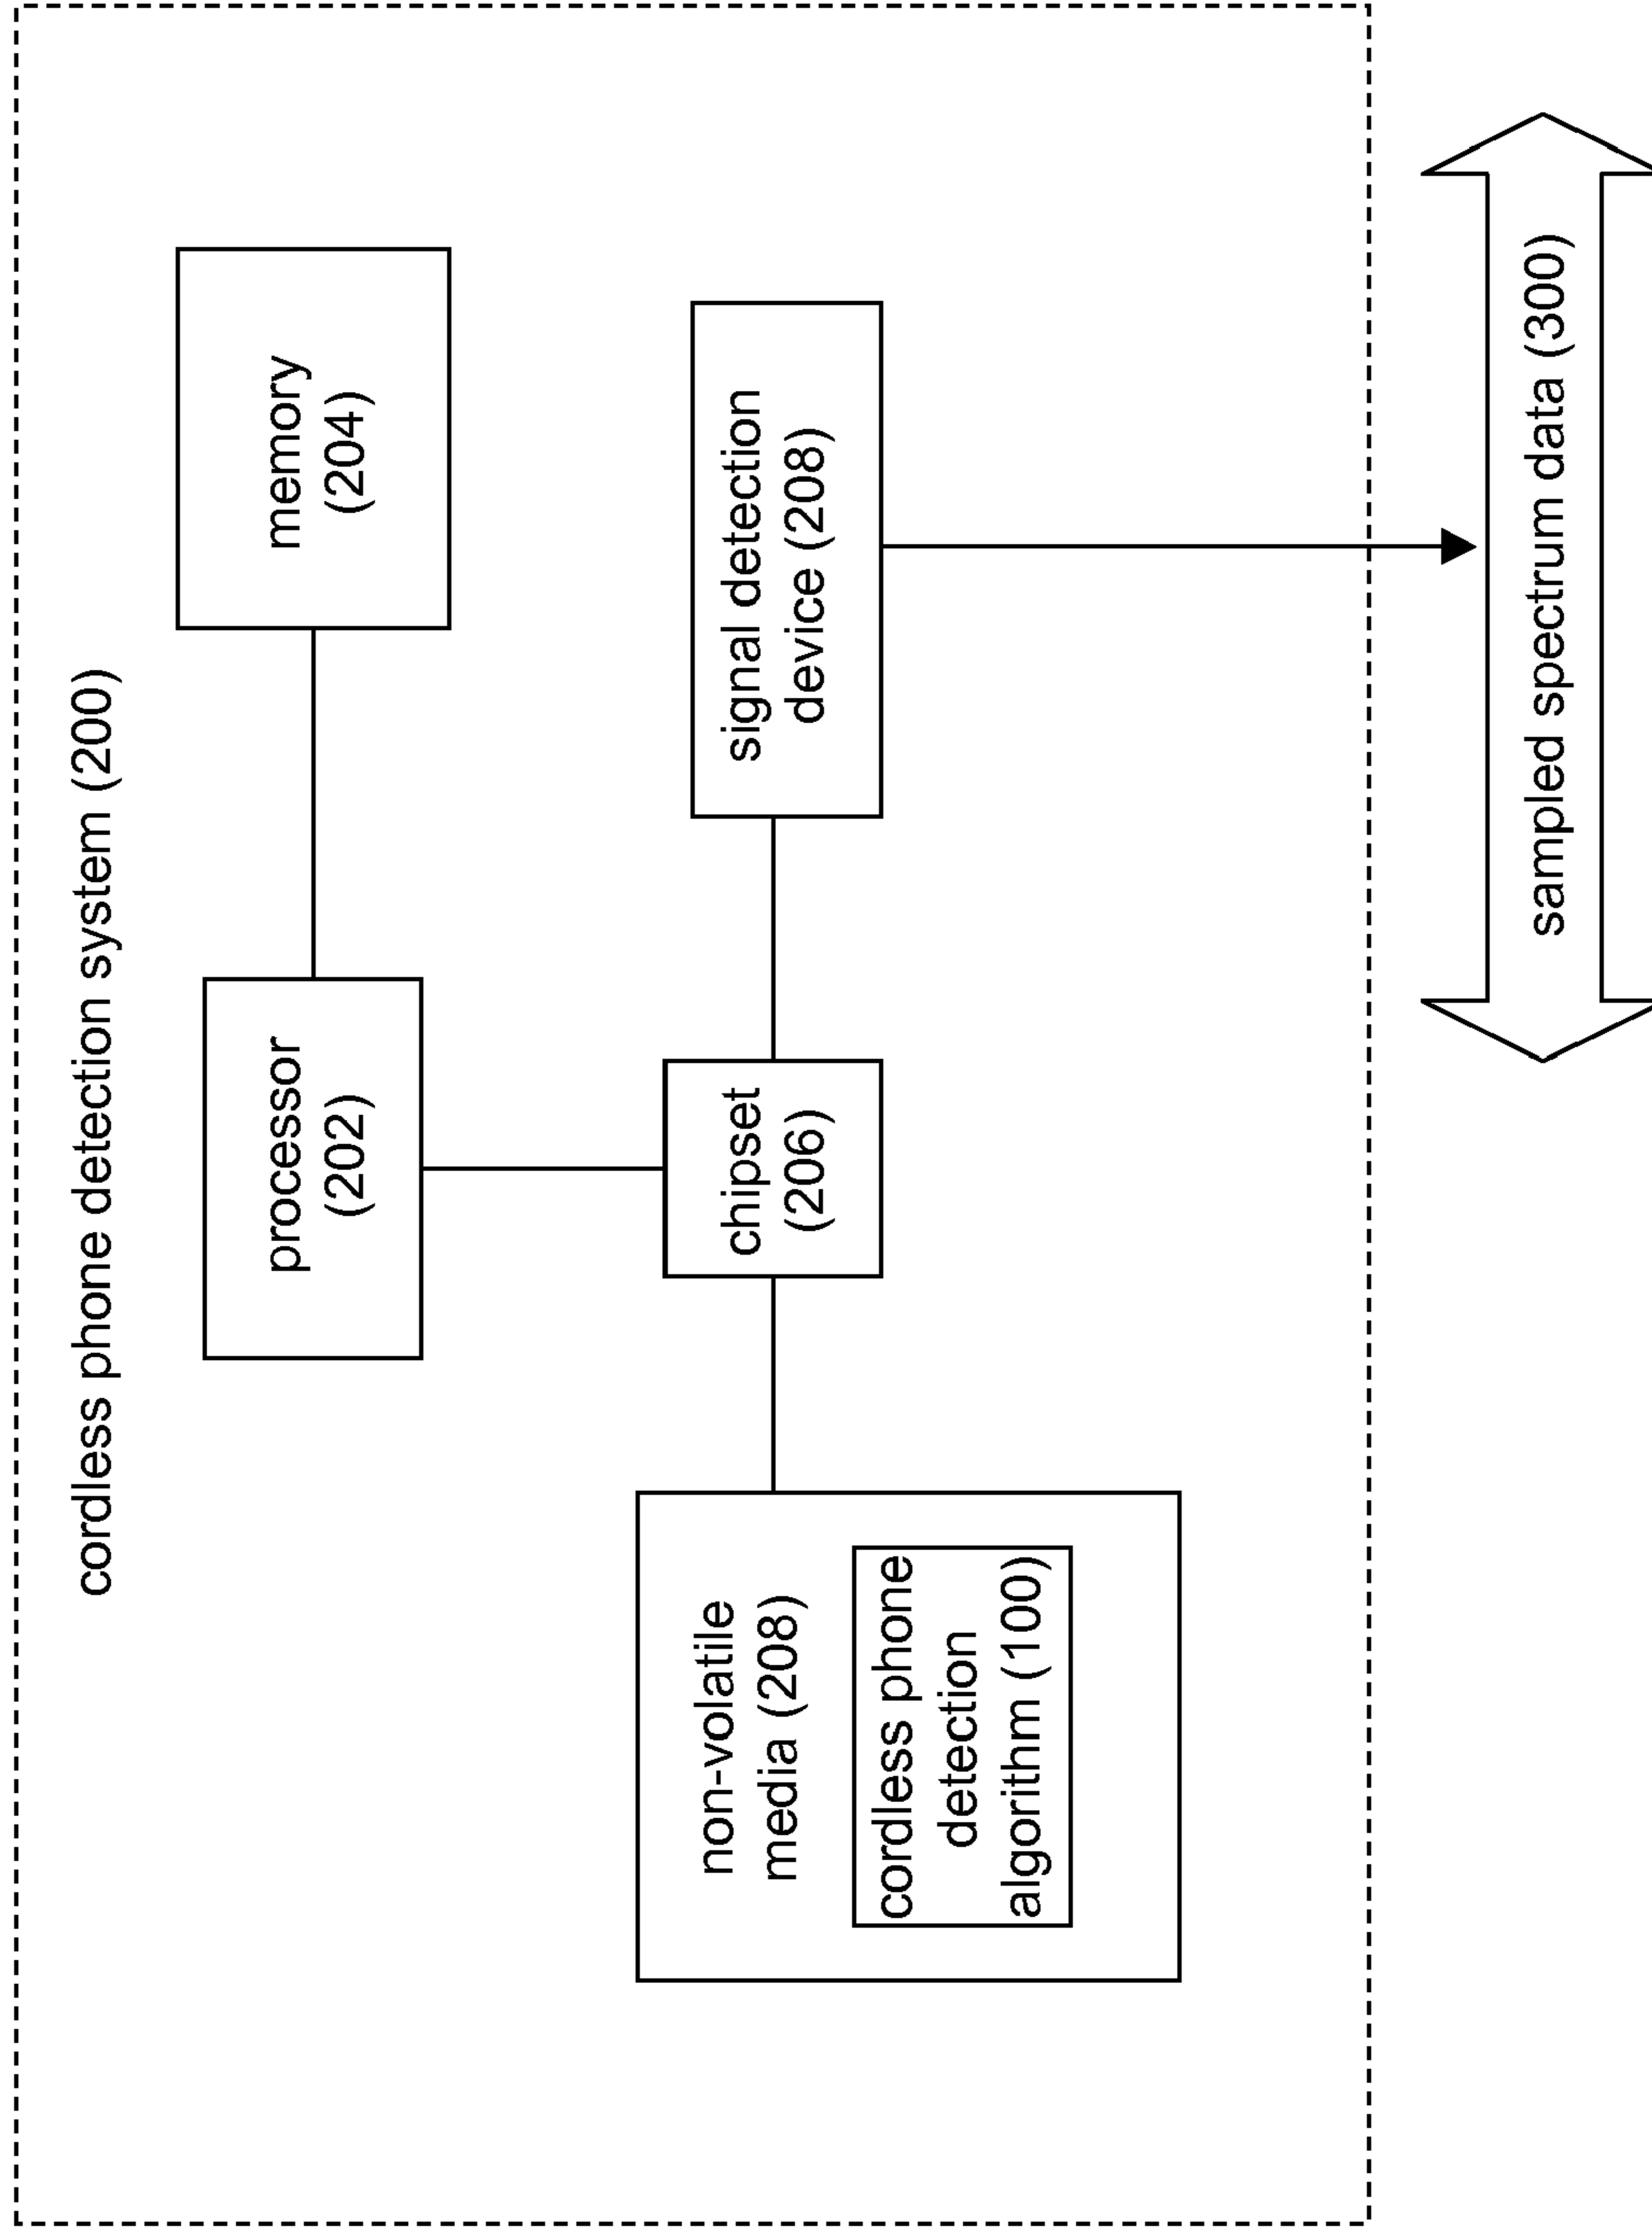 cordless phone detection system (200)
processor
(202)
memory
(204)
non-volatile
media (208)
cordless phone
detection
algorithm (100)
chipset
(206)
signal detection
device (208)
sampled spectrum data (300)